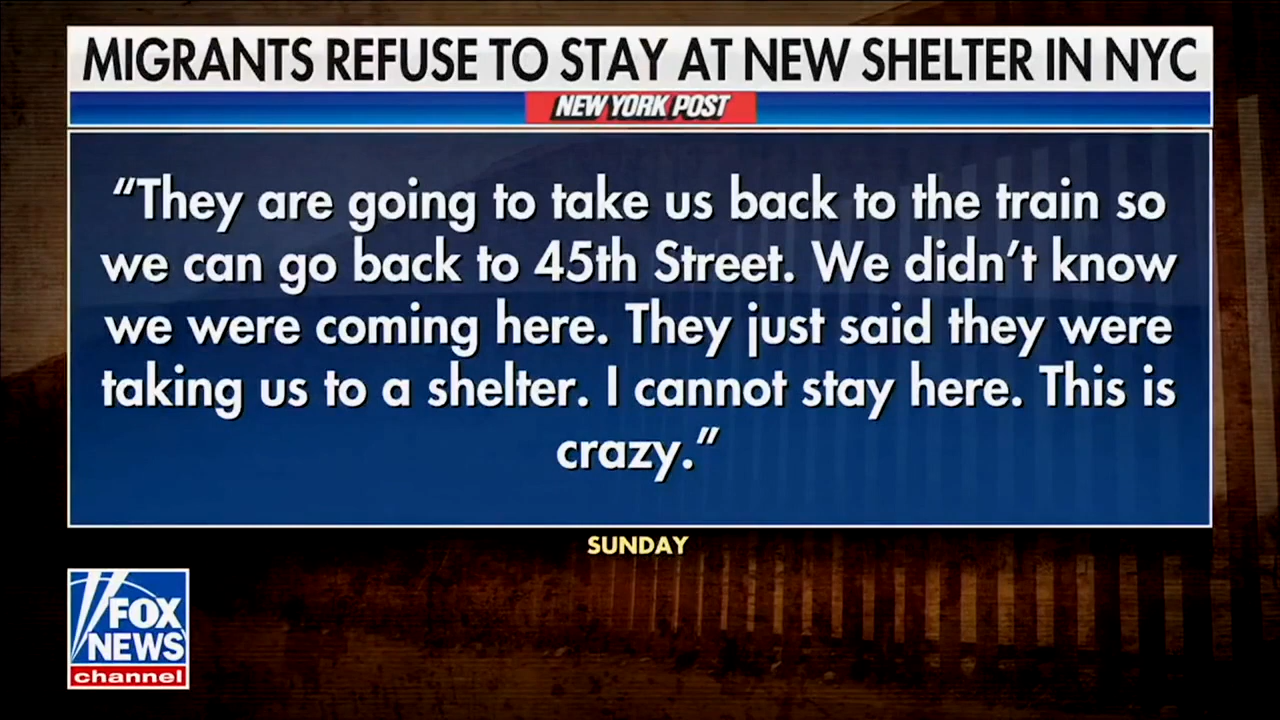 MIGRANTS REFUSE TO STAY AT NEW SHELTER IN NYC
NEW YORK POST
“They are going to take us back to the train so
we can go back to 45th Street. We didn’t know
we were coming here. They just said they were
taking us to a shelter. I cannot stay here. This is
crazy.”
SUNDAY
FOX
NEWS
channel